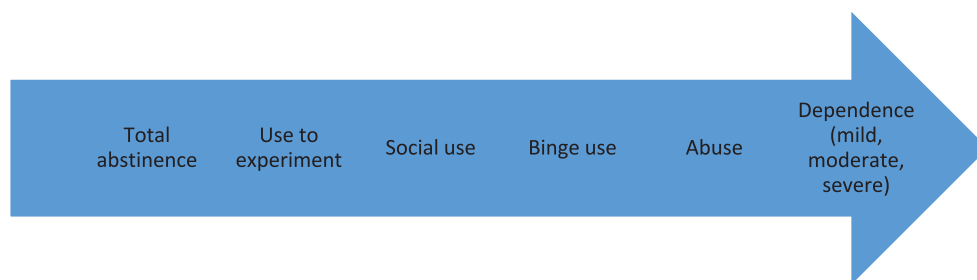 Total
abstinence
Use to
experiment
Social use
Binge use
Abuse
Dependence
(mild,
moderate,
severe)